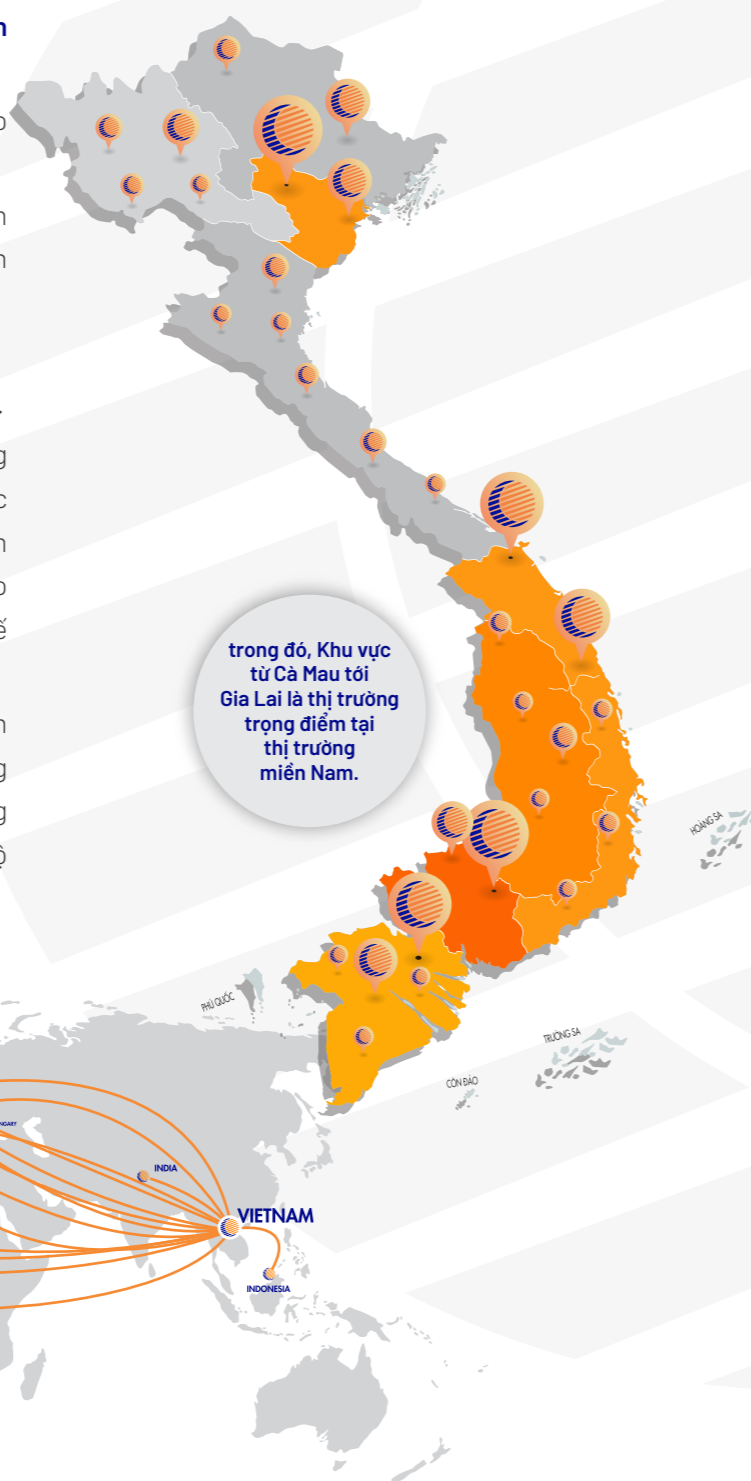 trong đó, Khu vực
từ Cà Mau tới
Gia Lai là thị trường
trọng điểm tại
thị trường
miền Nam.
HOÀNG SA
PHÚ QUỐC
TRƯỜNG SA
CÔN ĐẢO
INDIA
VIETNAM
INDONESIA